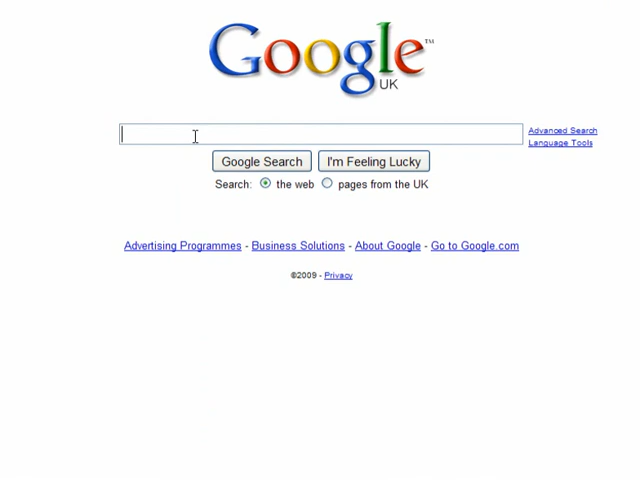 Google™
UK
Advanced Search
Language Tools
Google Search I'm Feeling Lucky
Search: the web pages from the UK
Advertising Programmes - Business Solutions - About Google - Go to Google.com
©2009 - Privacy